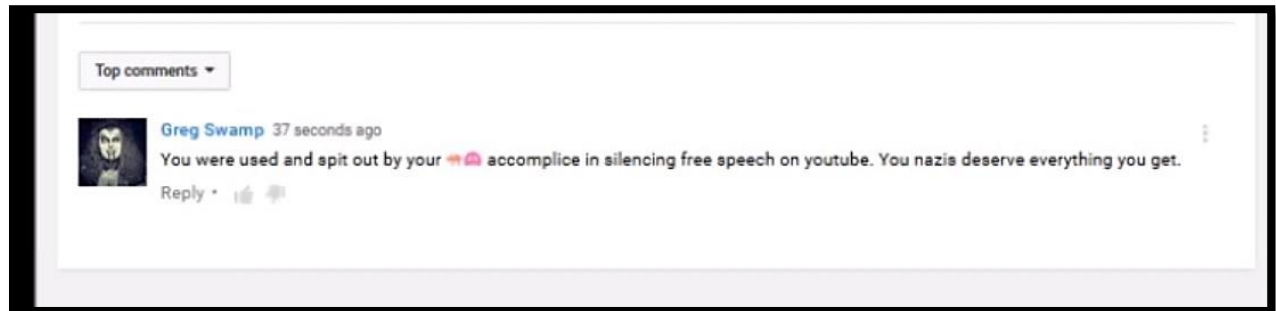 Top comments
Greg Swamp 37 seconds ago
You were used and spit out by your accomplice in silencing free speech on youtube. You nazis deserve everything you get.
Reply •